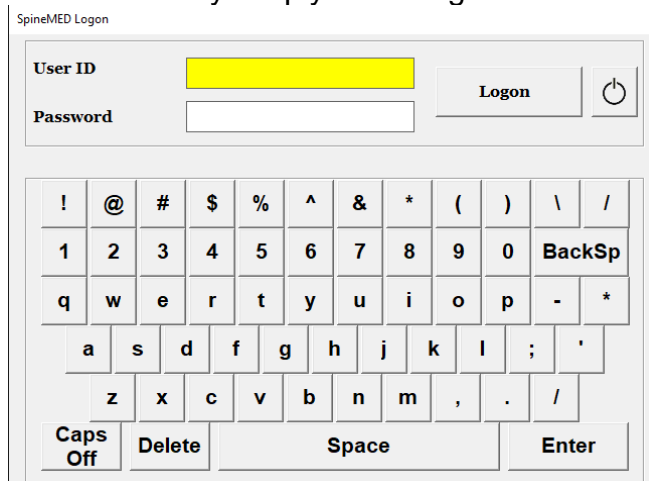 SpineMED Logon
User ID
Logon
Password
! @ # $ % ^ & * ( ) \ /
1 2 3 4 5 6 7 8 9 0 BackSp
q w e r t y u i o p - *
a s d f g h j k l ; '
z x c v b n m , . /
Caps Off Delete Space Enter